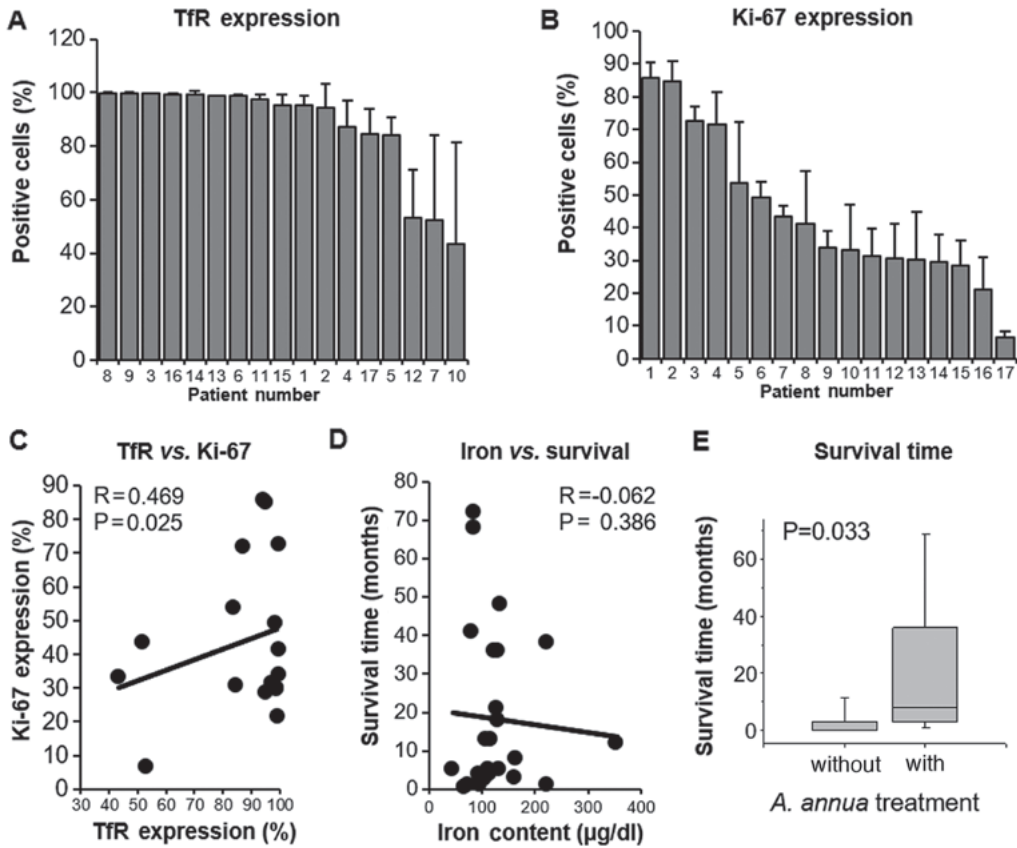 A
TfR expression
Positive cells (%)
120
100
80
60
40
20
0
8 9 3 16 14 13 6 11 15 1 2 4 17 5 12 7 10
Patient number
B
Ki-67 expression
Positive cells (%)
100
90
80
70
60
50
40
30
20
10
0
1 2 3 4 5 6 7 8 9 10 11 12 13 14 15 16 17
Patient number
C
TfR vs. Ki-67
R=0.469
P=0.025
Ki-67 expression (%)
90
80
70
60
50
40
30
20
10
0
30 40 50 60 70 80 90 100
TfR expression (%)
D
Iron vs. survival
R=-0.062
P= 0.386
Survival time (months)
80
70
60
50
40
30
20
10
0
0 100 200 300 400
Iron content (µg/dl)
E
Survival time
P=0.033
Survival time (months)
60
40
20
0
without with
A. annua treatment